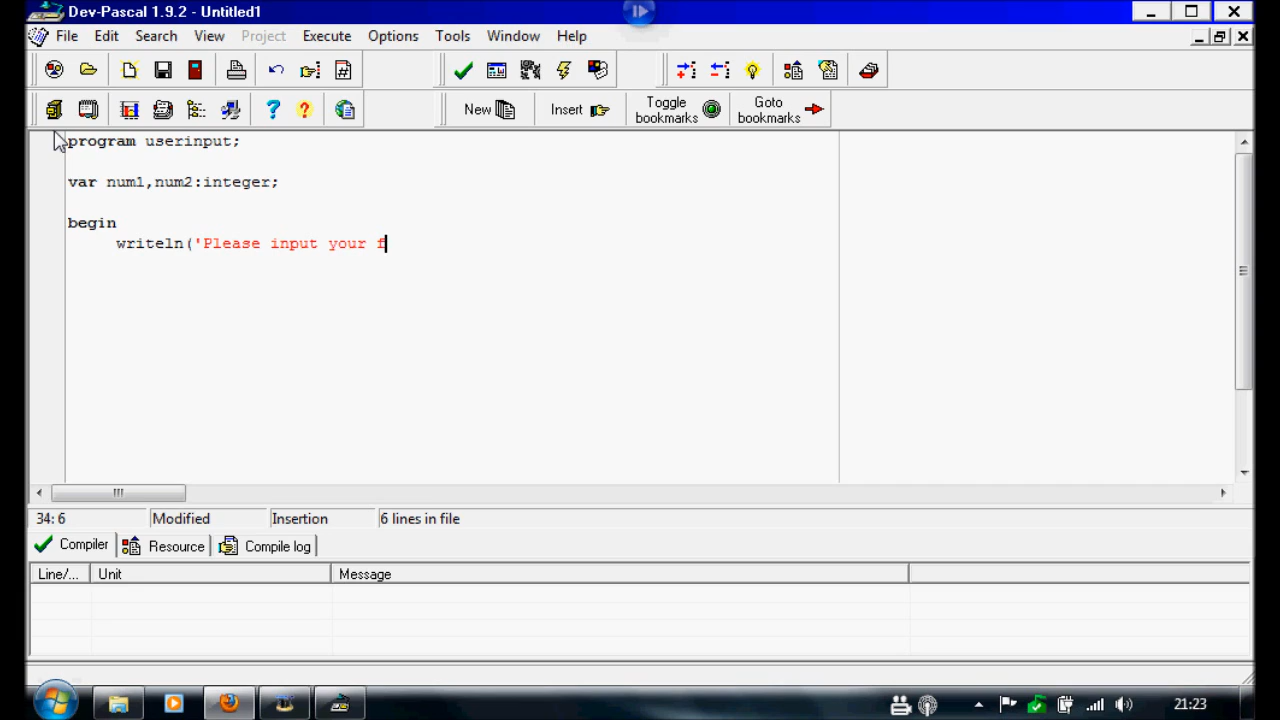 Dev-Pascal 1.9.2 - Untitled1
File Edit Search View Project Execute Options Tools Window Help
New Insert Toggle bookmarks Goto bookmarks
program userinput;
var num1,num2:integer;
begin
writeln('Please input your f
34: 6 Modified Insertion 6 lines in file
Compiler Resource Compile log
Line/... Unit Message
21:23